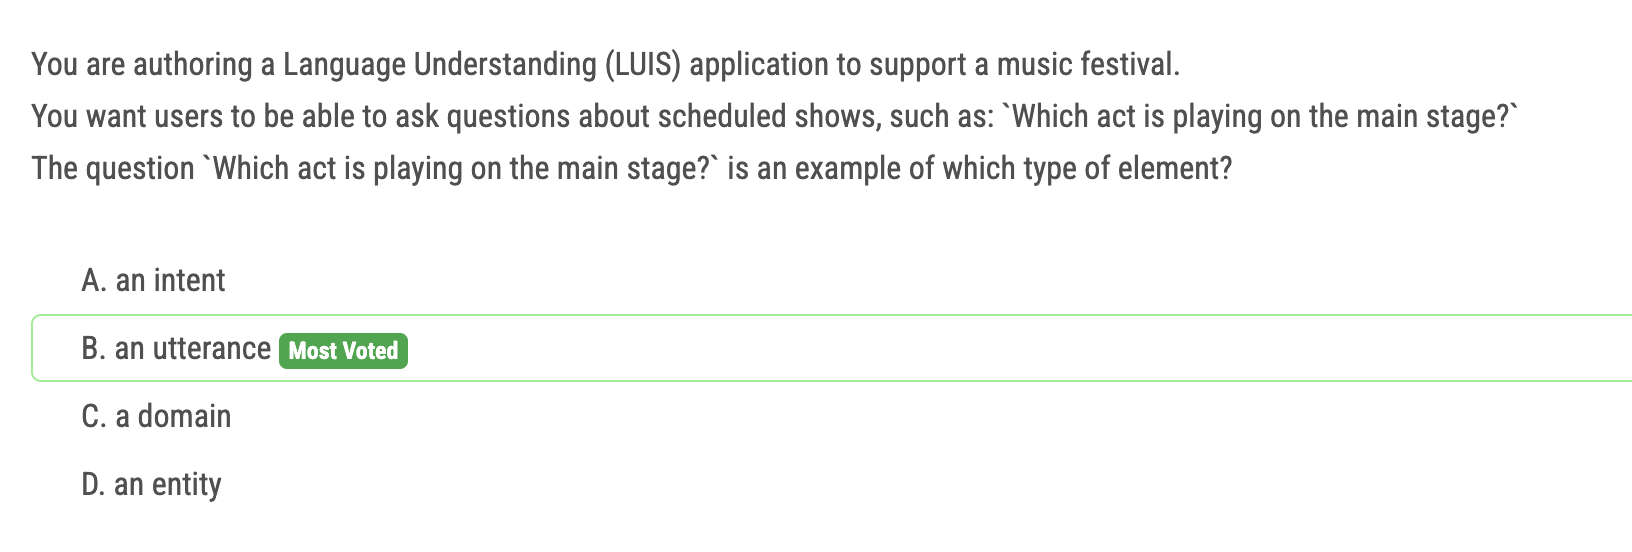 You are authoring a Language Understanding (LUIS) application to support a music festival.
You want users to be able to ask questions about scheduled shows, such as: `Which act is playing on the main stage?`
The question `Which act is playing on the main stage?` is an example of which type of element?
A. an intent
B. an utterance Most Voted
C. a domain
D. an entity